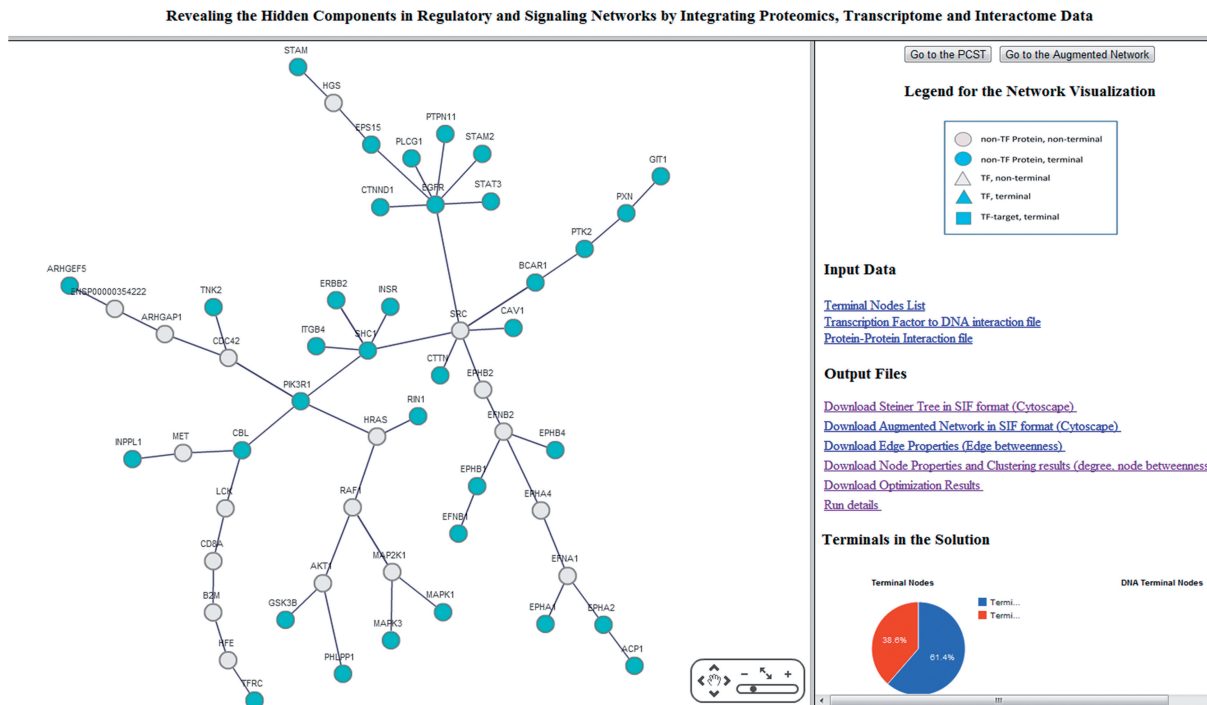 Revealing the Hidden Components in Regulatory and Signaling Networks by Integrating Proteomics, Transcriptome and Interactome Data
STAM
HGS
EPS15
PLCG1
PTPN11
STAM2
CTNND1
EGFR
STAT3
GIT1
PXN
PTK2
BCAR1
ARHGEF5
ENSP00000354222
ARHGAP1
TNK2
CDC42
ERBB2
INSR
ITGB4
SHC1
SRC
CAV1
CTTN
PIK3R1
EPHB2
RIN1
HRAS
EFNB2
EPHB4
INPPL1
MET
CBL
EPHB1
LCK
RAF1
EPHA4
EFNB1
CD8A
AKT1
MAP2K1
EFNA1
B2M
GSK3B
MAPK1
EPHA1
EPHA2
HFE
PHLPP1
MAPK3
ACP1
TFRC
Go to the PCST
Go to the Augmented Network
Legend for the Network Visualization
non-TF Protein, non-terminal
non-TF Protein, terminal
TF, non-terminal
TF, terminal
TF-target, terminal
Input Data
Terminal Nodes List
Transcription Factor to DNA interaction file
Protein-Protein Interaction file
Output Files
Download Steiner Tree in SIF format (Cytoscape)
Download Augmented Network in SIF format (Cytoscape)
Download Edge Properties (Edge betweenness)
Download Node Properties and Clustering results (degree, node betweenness
Download Optimization Results
Run details
Terminals in the Solution
Terminal Nodes
DNA Terminal Nodes
Termi...
Termi...
38.6%
61.4%